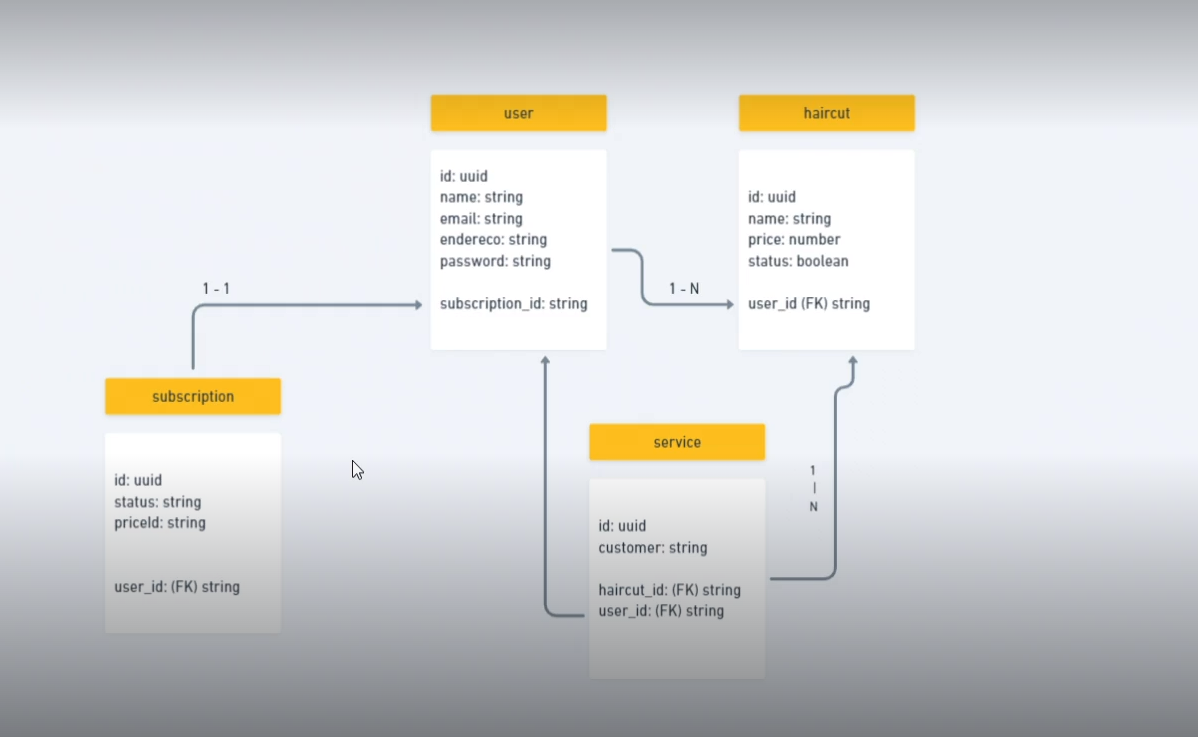 user
id: uuid
name: string
email: string
endereco: string
password: string
subscription_id: string
haircut
id: uuid
name: string
price: number
status: boolean
user_id (FK) string
1 - 1
1 - N
subscription
id: uuid
status: string
priceId: string
user_id: (FK) string
service
id: uuid
customer: string
haircut_id: (FK) string
user_id: (FK) string
1
|
N